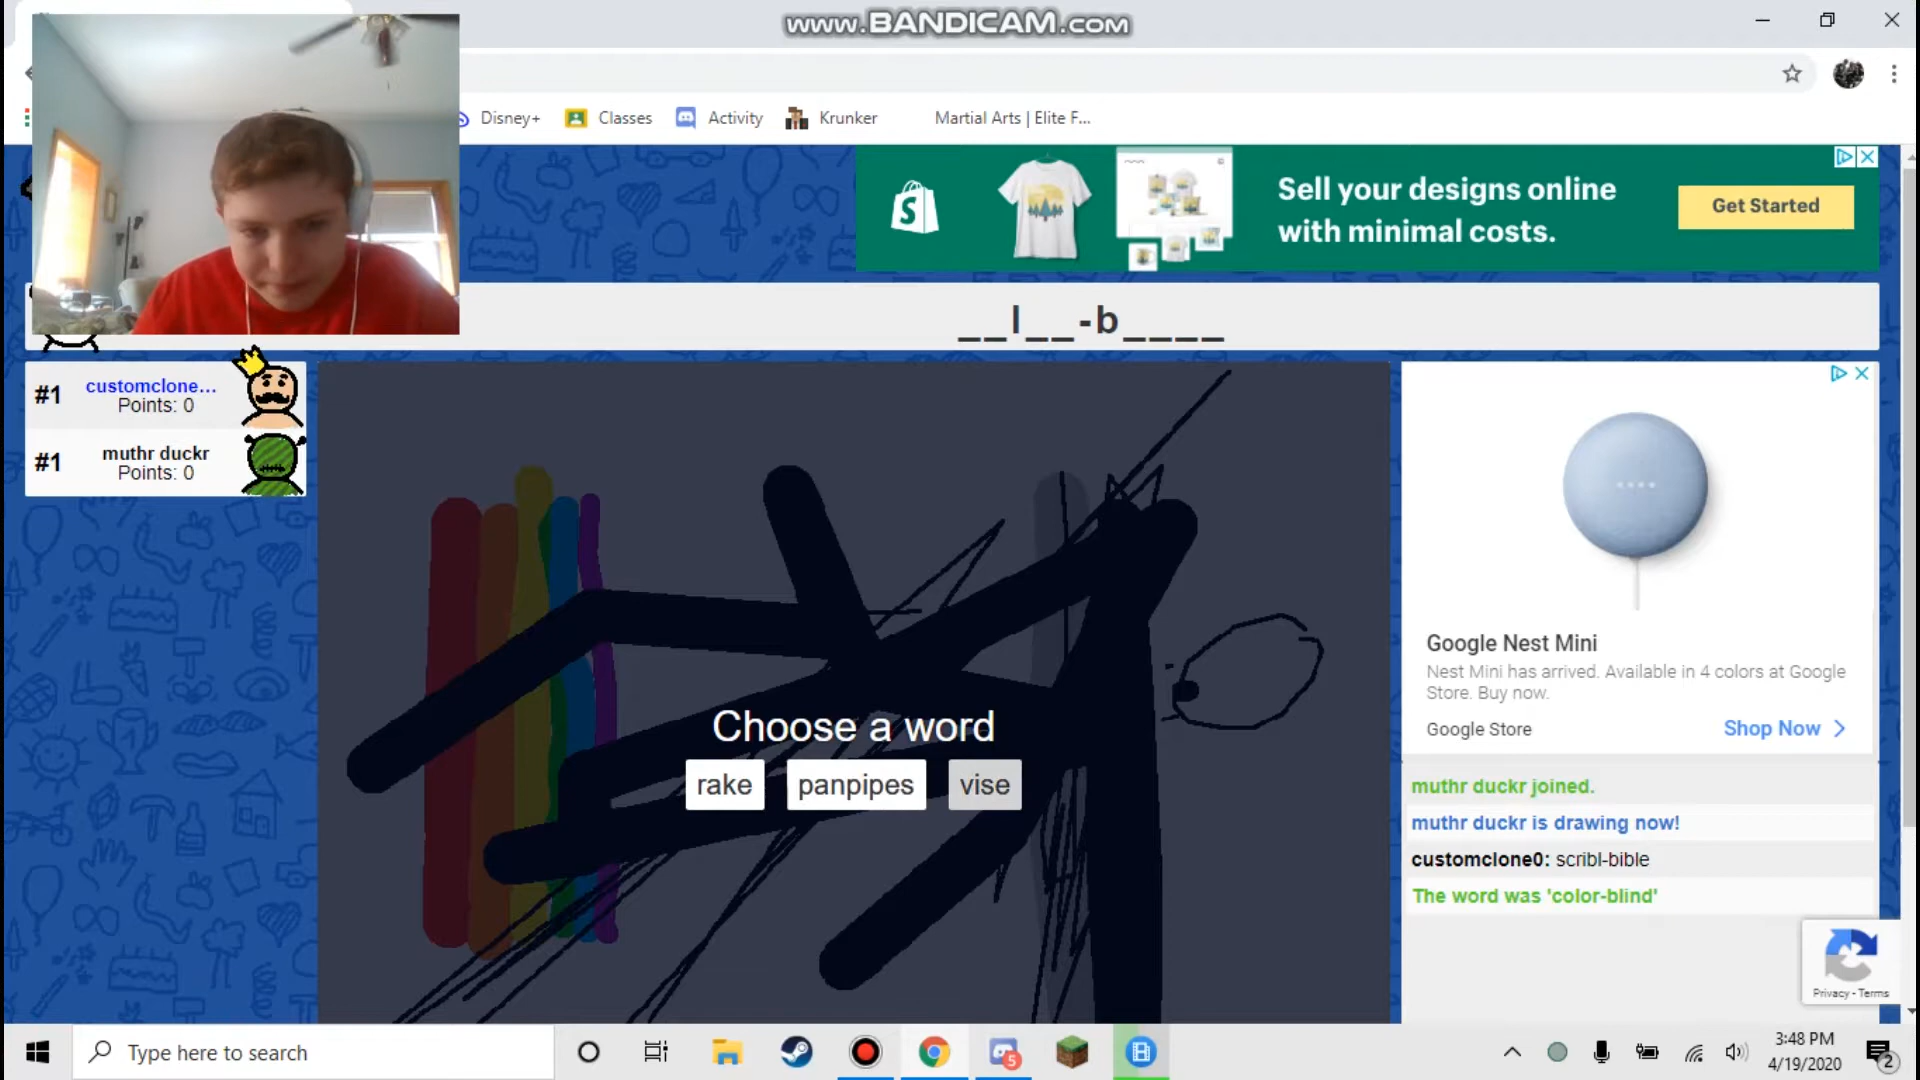 www.BANDICAM.com
Disney+
Classes
Activity
Krunker
Martial Arts | Elite F...
S
Sell your designs online
with minimal costs.
Get Started
__l__-b____
#1
customclone...
Points: 0
#1
muthr duckr
Points: 0
Choose a word
rake
panpipes
vise
Google Nest Mini
Nest Mini has arrived. Available in 4 colors at Google
Store. Buy now.
Google Store
Shop Now
muthr duckr joined.
muthr duckr is drawing now!
customclone0: scribl-bible
The word was 'color-blind'
Privacy - Terms
Type here to search
5
3:48 PM
4/19/2020
2